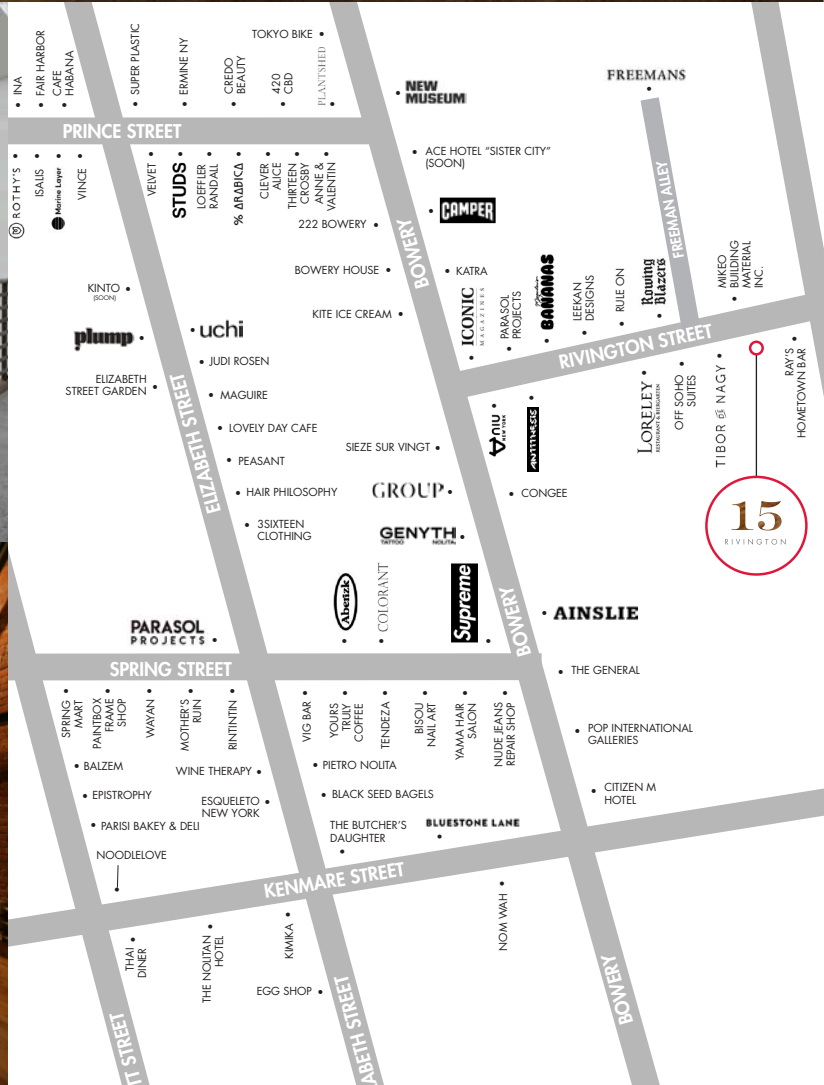 INA
FAIR HARBOR
CAFE
HABANA
SUPER PLASTIC
ERMINE NY
CREDO
BEAUTY
420
CBD
TOKYO BIKE
PLANTSHED
NEW
MUSEUM
FREEMANS
PRINCE STREET
ROTHY'S
ISALIS
Marine Layer
VINCE
VELVET
STUDS
LOEFFLER
RANDALL
% ΔRΔBICΔ
CLEVER
ALICE
THIRTEEN
CROSBY
ANNE &
VALENTIN
ACE HOTEL "SISTER CITY"
(SOON)
FREEMAN ALLEY
CAMPER
222 BOWERY
BOWERY
BOWERY HOUSE
KATRA
KITE ICE CREAM
ICONIC
MAGAZINES
PARASOL
PROJECTS
BANANAS
LEEKAN
DESIGNS
RULE ON
Rowing
Blazers
MIKEO
BUILDING
MATERIAL
INC.
RIVINGTON STREET
KINTO
(SOON)
plump
uchi
JUDI ROSEN
ELIZABETH
STREET GARDEN
ELIZABETH STREET
MAGUIRE
LOVELY DAY CAFE
PEASANT
HAIR PHILOSOPHY
3SIXTEEN
CLOTHING
SIEZE SUR VINGT
GROUP
GENYTH
TATTOO NOLITA
NEW YORK
ANTITHESIS
CONGEE
LORELEY
RESTAURANT & BIERGARTEN
OFF SOHO
SUITES
TIBOR de NAGY
RAY'S
HOMETOWN BAR
15
RIVINGTON
COLORANT
Supreme
BOWERY
AINSLIE
PARASOL
PROJECTS
SPRING STREET
THE GENERAL
SPRING
MART
PAINTBOX
FRAME
SHOP
WAYAN
MOTHER'S
RUIN
RINTINTIN
VIG BAR
YOURS
TRULY
COFFEE
TENDEZA
BISOU
NAIL ART
YAMA HAIR
SALON
NUDE JEANS
REPAIR SHOP
POP INTERNATIONAL
GALLERIES
BALZEM
WINE THERAPY
PIETRO NOLITA
EPISTROPHY
ESQUELETO
NEW YORK
BLACK SEED BAGELS
CITIZEN M
HOTEL
PARISI BAKEY & DELI
THE BUTCHER'S
DAUGHTER
BLUESTONE LANE
NOODLELOVE
KENMARE STREET
THAI
DINER
THE NOLITAN
HOTEL
KIMIKA
NOM WAH
EGG SHOP
TT STREET
ABETH STREET
BOWERY